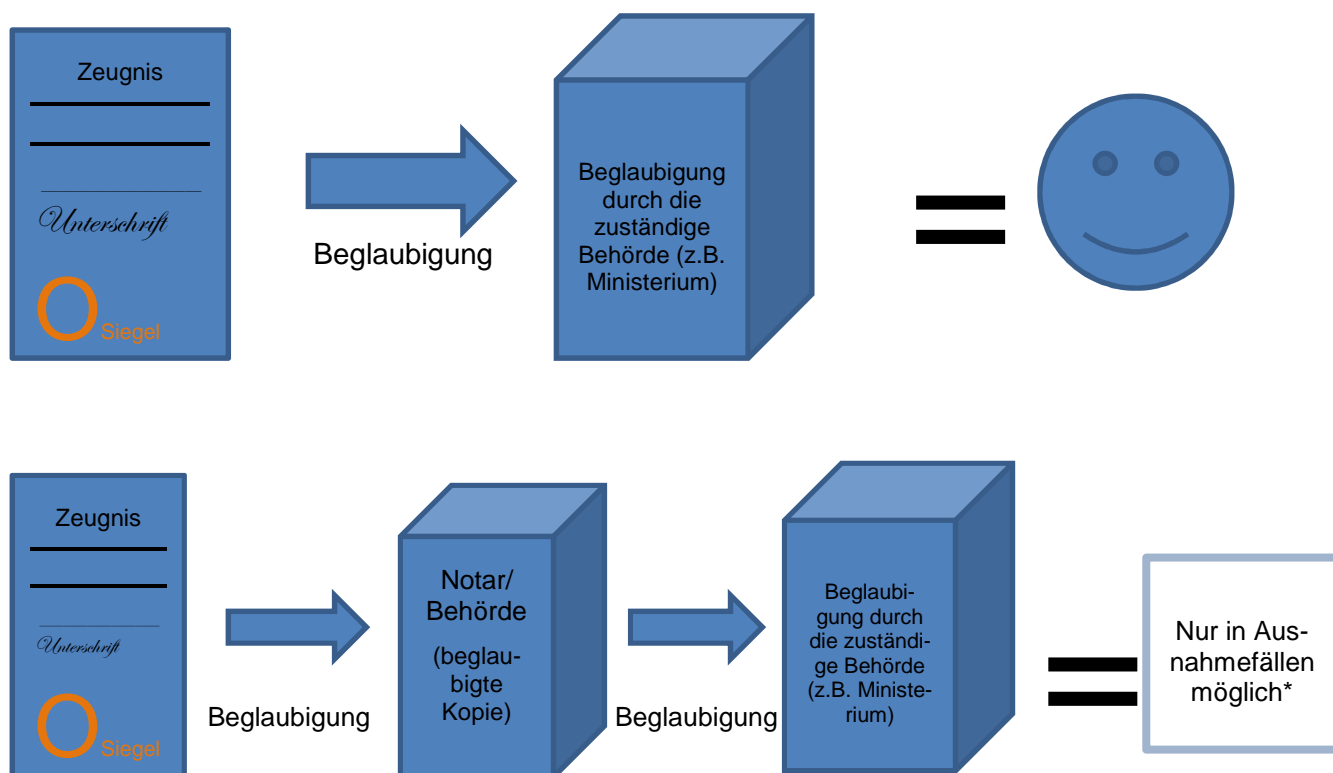 Zeugnis
Unterschrift
O Siegel
Beglaubigung
Beglaubigung
durch die
zuständige
Behörde (z.B.
Ministerium)
=
Zeugnis
Unterschrift
O Siegel
Beglaubigung
Notar/
Behörde
(beglau-
bigte
Kopie)
Beglaubigung
Beglaubi-
gung durch
die zuständi-
ge Behörde
(z.B. Ministe-
rium)
=
Nur in Aus-
nahmefällen
möglich*